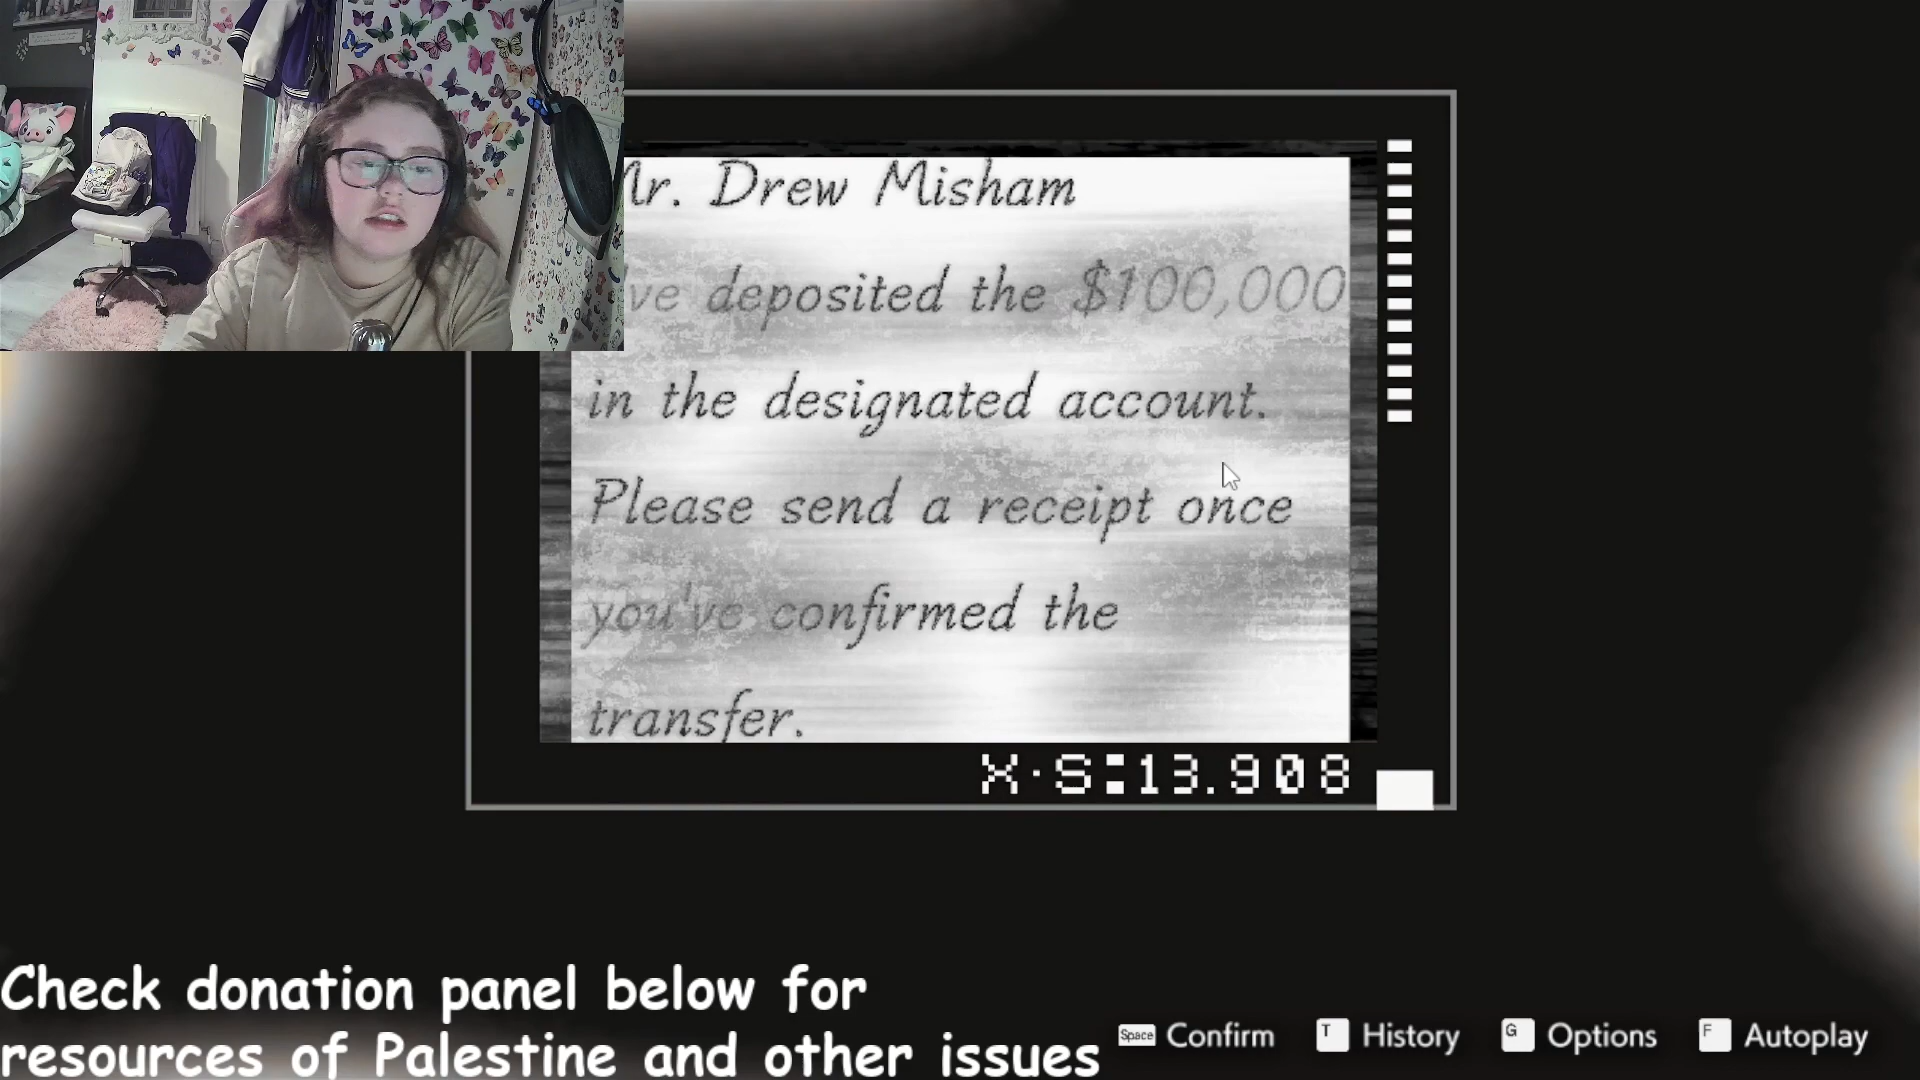 Mr. Drew Misham
've deposited the $100,000
in the designated account.
Please send a receipt once
you've confirmed the
transfer.
X·S:13.908
Check donation panel below for
resources of Palestine and other issues
Space Confirm T History G Options F Autoplay